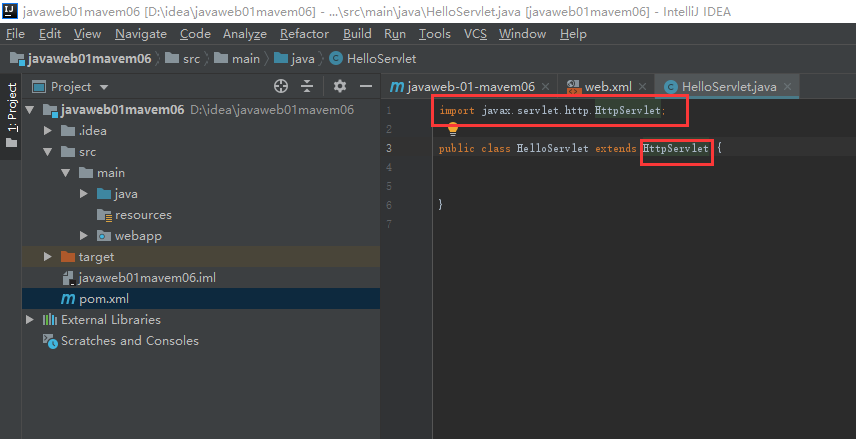 javaweb01mavem06 [D:\idea\javaweb01mavem06] - ...\src\main\java\HelloServlet.java [javaweb01mavem06] - IntelliJ IDEA
File Edit View Navigate Code Analyze Refactor Build Run Tools VCS Window Help
javaweb01mavem06 src main java HelloServlet
Project
javaweb-01-mavem06
web.xml
HelloServlet.java
1: Project
javaweb01mavem06 D:\idea\javaweb01mavem06
.idea
src
main
java
resources
webapp
target
javaweb01mavem06.iml
pom.xml
External Libraries
Scratches and Consoles
1 import javax.servlet.http.HttpServlet;
2
3 public class HelloServlet extends HttpServlet {
4
5
6 }
7